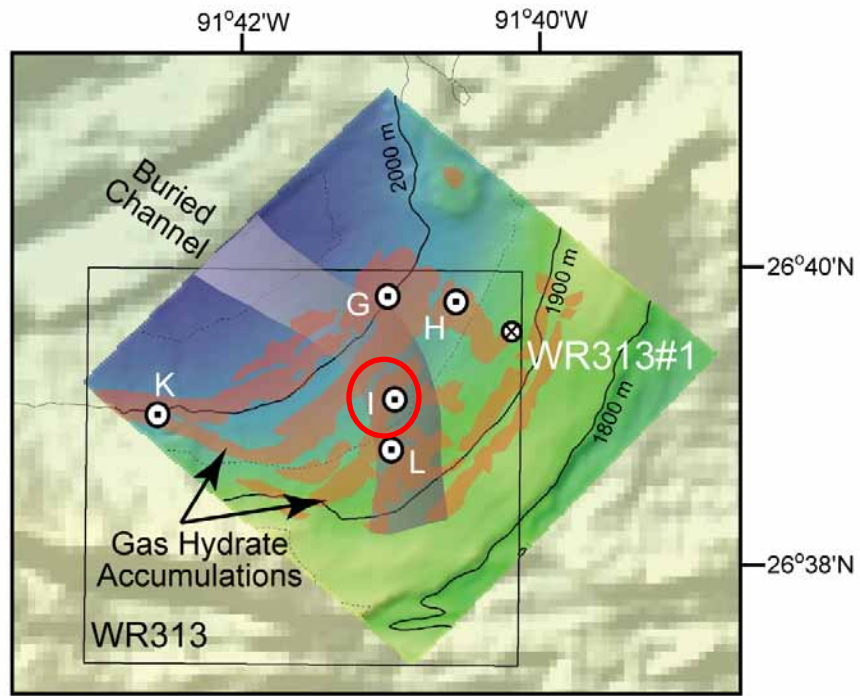 91°42'W
91°40'W
Buried
Channel
2000 m
26°40'N
1900 m
G
H
WR313#1
K
I
1800 m
L
Gas Hydrate
Accumulations
26°38'N
WR313